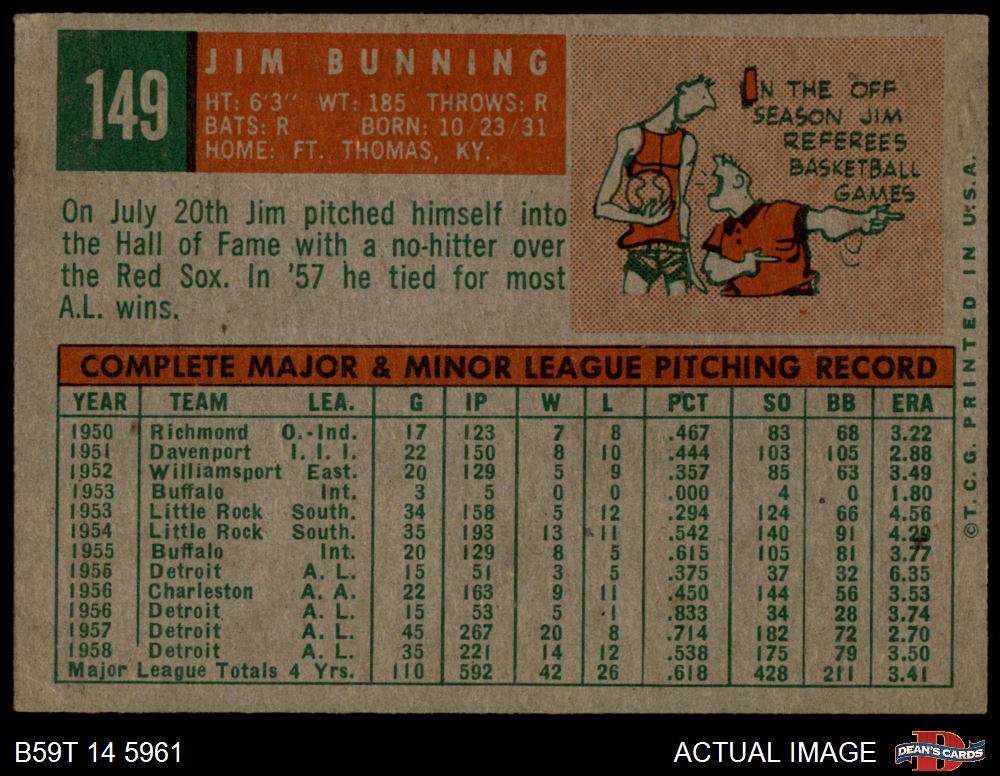 149
JIM BUNNING
HT: 6'3" WT: 185 THROWS: R
BATS: R BORN: 10/23/31
HOME: FT. THOMAS, KY.
IN THE OFF
SEASON JIM
REFEREES
BASKETBALL
GAMES
On July 20th Jim pitched himself into
the Hall of Fame with a no-hitter over
the Red Sox. In '57 he tied for most
A.L. wins.
COMPLETE MAJOR & MINOR LEAGUE PITCHING RECORD
YEAR TEAM LEA. G IP W L PCT SO BB ERA
1950 Richmond O.-Ind. 17 123 7 8 .467 83 68 3.22
1951 Davenport I. I. I. 22 150 8 10 .444 103 105 2.88
1952 Williamsport East. 20 129 5 9 .357 85 63 3.49
1953 Buffalo Int. 3 5 0 0 .000 4 0 1.80
1953 Little Rock South. 34 158 5 12 .294 124 66 4.56
1954 Little Rock South. 35 193 13 11 .542 140 91 4.29
1955 Buffalo Int. 20 129 8 5 .615 105 81 3.77
1955 Detroit A. L. 15 51 3 5 .375 37 32 6.35
1956 Charleston A. A. 22 163 9 11 .450 144 56 3.53
1956 Detroit A. L. 15 53 5 1 .833 34 28 3.74
1957 Detroit A. L. 45 267 20 8 .714 182 72 2.70
1958 Detroit A. L. 35 221 14 12 .538 175 79 3.50
Major League Totals 4 Yrs. 110 592 42 26 .618 428 211 3.41
©T.C.G. PRINTED IN U.S.A.
B59T 14 5961
ACTUAL IMAGE
DEAN'S CARDS